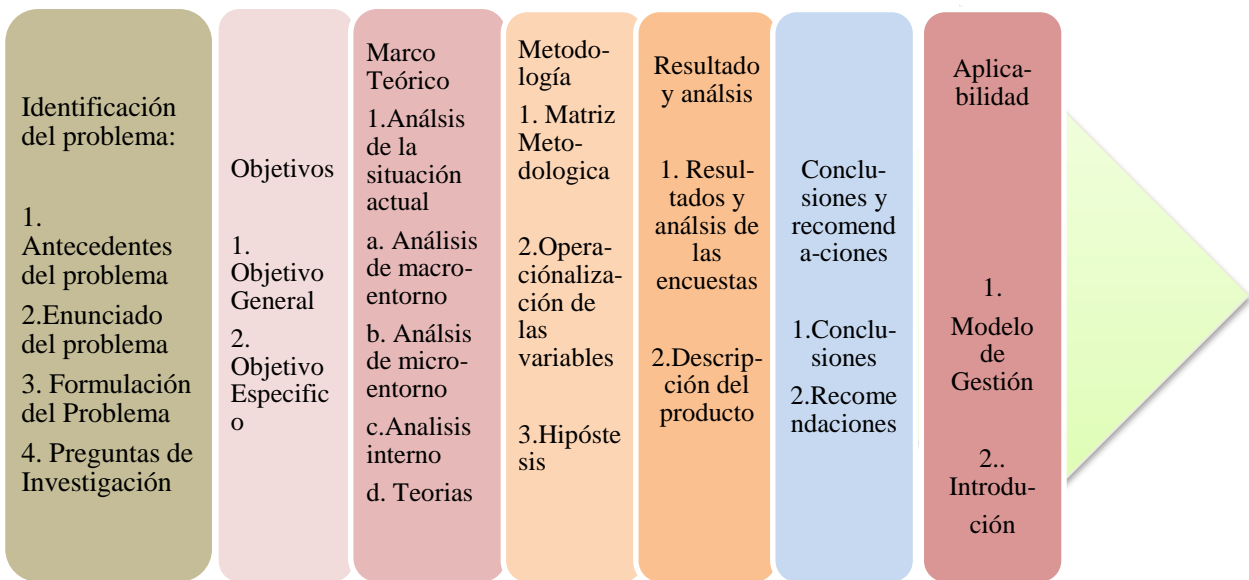 Identificación
del problema:
1.
Antecedentes
del problema
2.Enunciado
del problema
3. Formulación
del Problema
4. Preguntas de
Investigación
Objetivos
1.
Objetivo
General
2.
Objetivo
Especific
o
Marco
Teórico
1.Análsis
de la
situación
actual
a. Análisis
de macro-
entorno
b. Análsis
de micro-
entorno
c.Analisis
interno
d. Teorias
Metodo-
logía
1. Matriz
Meto-
dologica
2.Opera-
ciónaliza-
ción de
las
variables
3.Hipóste
sis
Resultado
y análsis
1. Resul-
tados y
análsis de
las
encuestas
2.Descrip-
ción del
producto
Conclu-
siones y
recomend
a-ciones
1.Conclu-
siones
2.Recome
ndaciones
Aplica-
bilidad
1.
Modelo
de
Gestión
2..
Introdu-
ción